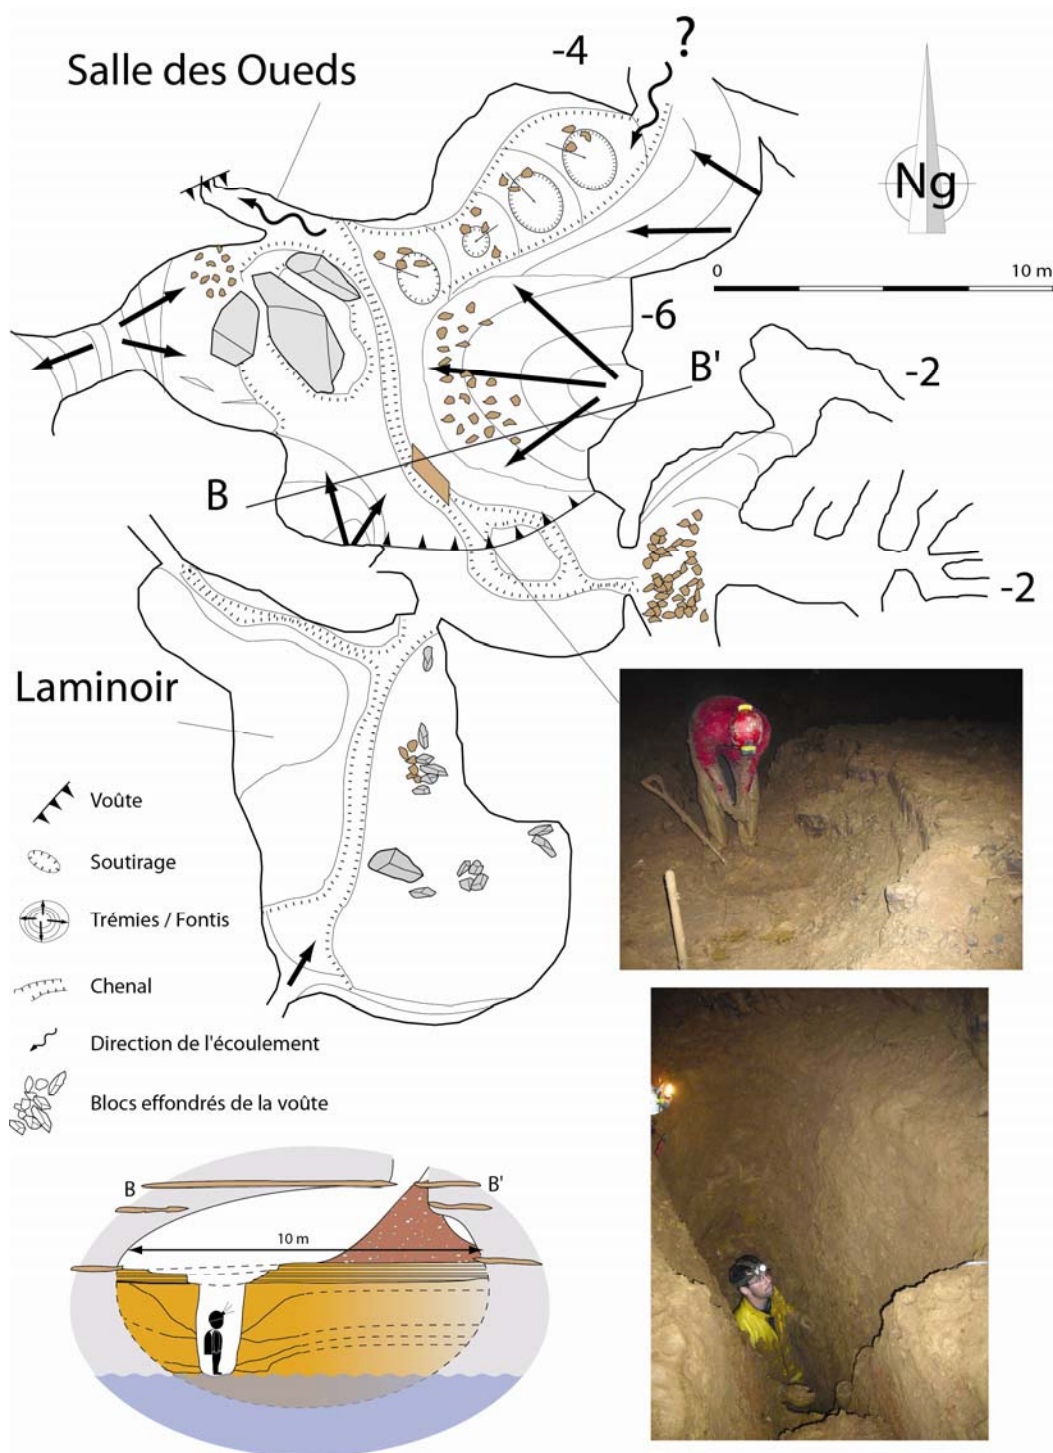 -4
?
Salle des Oueds
Ng
0 10 m
-6
B'
-2
B
-2
Laminoir
Voûte
Soutirage
Trémies / Fontis
Chenal
Direction de l'écoulement
Blocs effondrés de la voûte
B B'
10 m